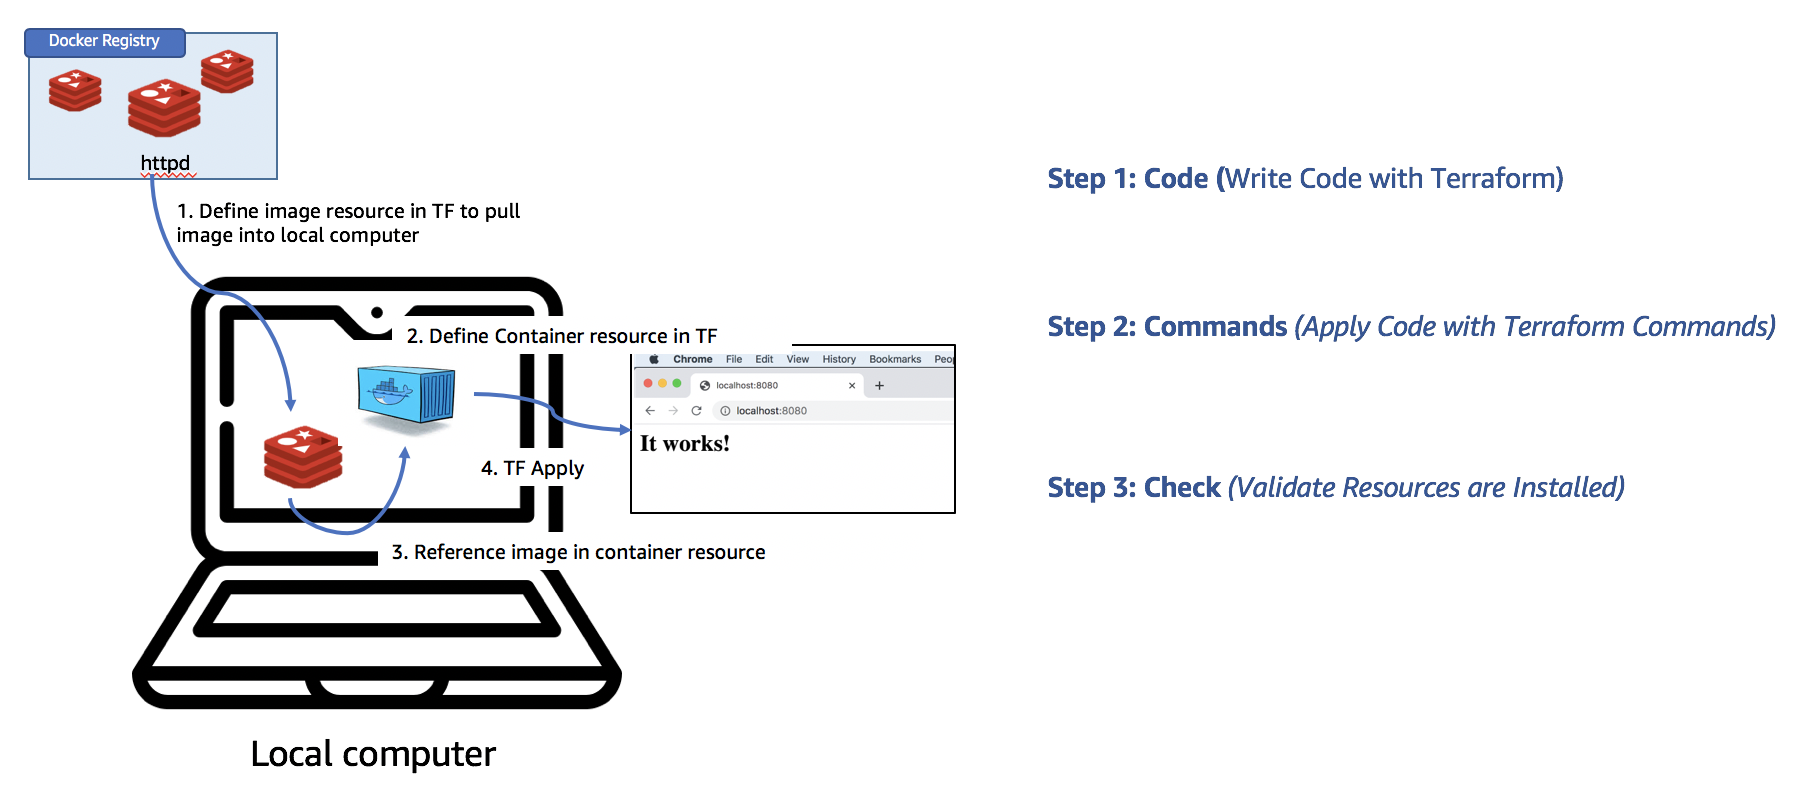 Docker Registry
httpd
1. Define image resource in TF to pull
image into local computer
2. Define Container resource in TF
Chrome File Edit View History Bookmarks Peop
localhost:8080
localhost:8080
It works!
4. TF Apply
3. Reference image in container resource
Local computer
Step 1: Code (Write Code with Terraform)
Step 2: Commands (Apply Code with Terraform Commands)
Step 3: Check (Validate Resources are Installed)